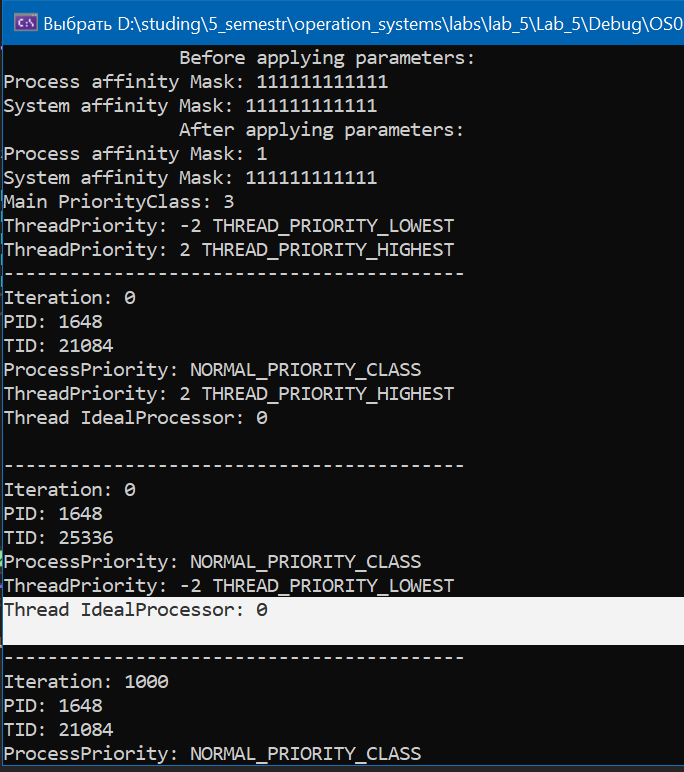 Выбрать D:\studing\5_semestr\operation_systems\labs\lab_5\Lab_5\Debug\OS0
Before applying parameters:
Process affinity Mask: 111111111111
System affinity Mask: 111111111111
After applying parameters:
Process affinity Mask: 1
System affinity Mask: 111111111111
Main PriorityClass: 3
ThreadPriority: -2 THREAD_PRIORITY_LOWEST
ThreadPriority: 2 THREAD_PRIORITY_HIGHEST
------------------------------------------
Iteration: 0
PID: 1648
TID: 21084
ProcessPriority: NORMAL_PRIORITY_CLASS
ThreadPriority: 2 THREAD_PRIORITY_HIGHEST
Thread IdealProcessor: 0
------------------------------------------
Iteration: 0
PID: 1648
TID: 25336
ProcessPriority: NORMAL_PRIORITY_CLASS
ThreadPriority: -2 THREAD_PRIORITY_LOWEST
Thread IdealProcessor: 0
------------------------------------------
Iteration: 1000
PID: 1648
TID: 21084
ProcessPriority: NORMAL_PRIORITY_CLASS